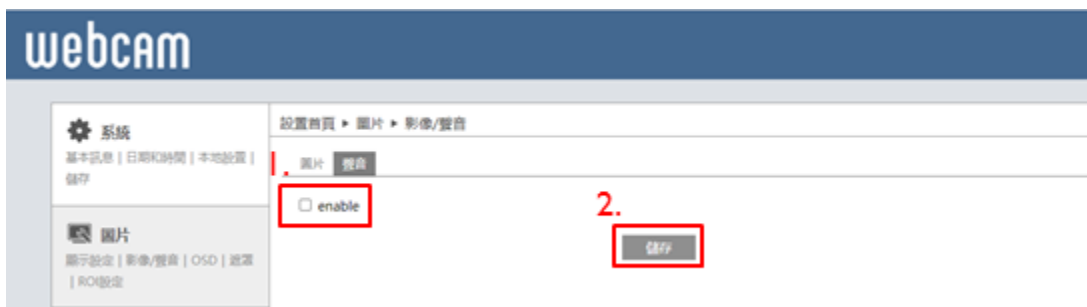 webcam
系統
基本訊息 | 日期和時間 | 本地設置 |
儲存
圖片
顯示設定 | 影像/聲音 | OSD | 遮罩
| ROI設定
設置首頁 ▸ 圖片 ▸ 影像/聲音
1.
圖片 聲音
enable
2.
儲存